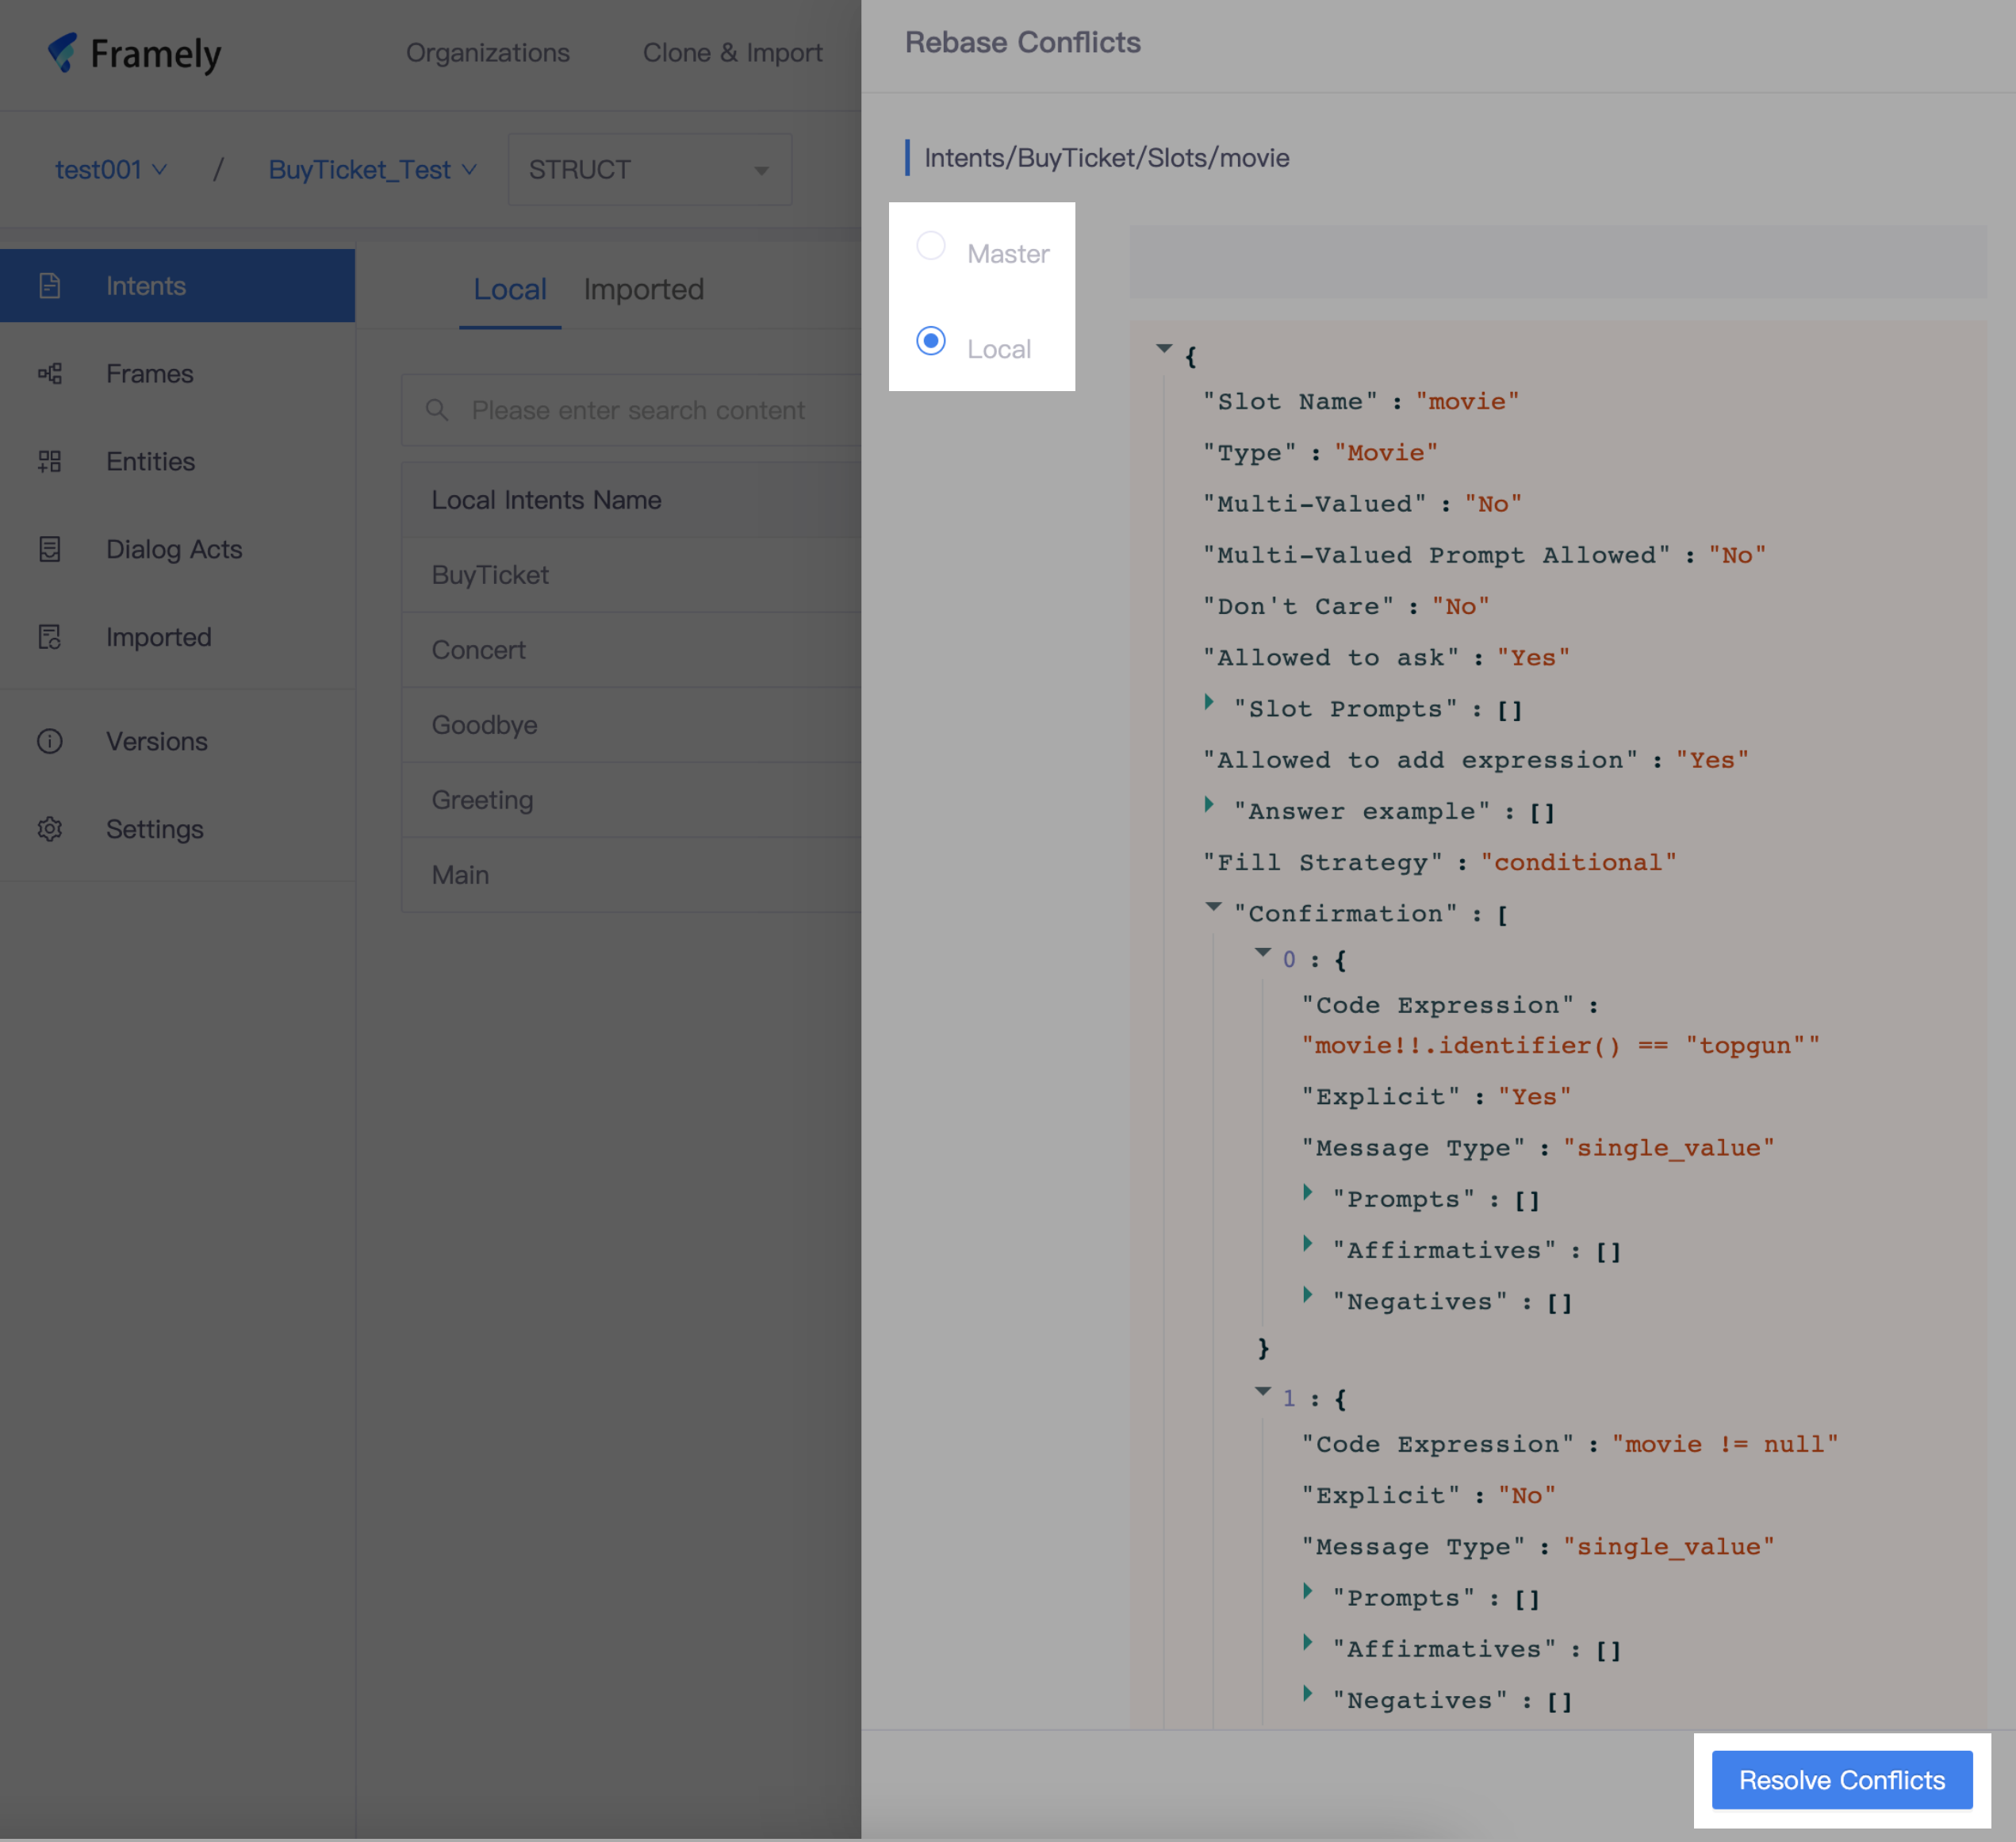 Framely
Organizations
Clone & Import
test001
/
BuyTicket_Test
STRUCT
Intents
Frames
Entities
Dialog Acts
Imported
Versions
Settings
Local
Imported
Please enter search content
Local Intents Name
BuyTicket
Concert
Goodbye
Greeting
Main
Rebase Conflicts
Intents/BuyTicket/Slots/movie
Master
Local
{
"Slot Name" : "movie"
"Type" : "Movie"
"Multi-Valued" : "No"
"Multi-Valued Prompt Allowed" : "No"
"Don't Care" : "No"
"Allowed to ask" : "Yes"
"Slot Prompts" : []
"Allowed to add expression" : "Yes"
"Answer example" : []
"Fill Strategy" : "conditional"
"Confirmation" : [
0 : {
"Code Expression" :
"movie!!.identifier() == "topgun""
"Explicit" : "Yes"
"Message Type" : "single_value"
"Prompts" : []
"Affirmatives" : []
"Negatives" : []
}
1 : {
"Code Expression" : "movie != null"
"Explicit" : "No"
"Message Type" : "single_value"
"Prompts" : []
"Affirmatives" : []
"Negatives" : []
Resolve Conflicts